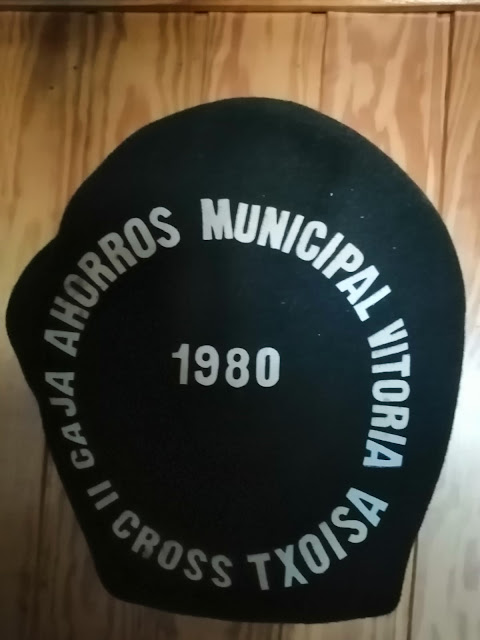 CAJA AHORROS MUNICIPAL VITORIA
1980
II CROSS TXOISA